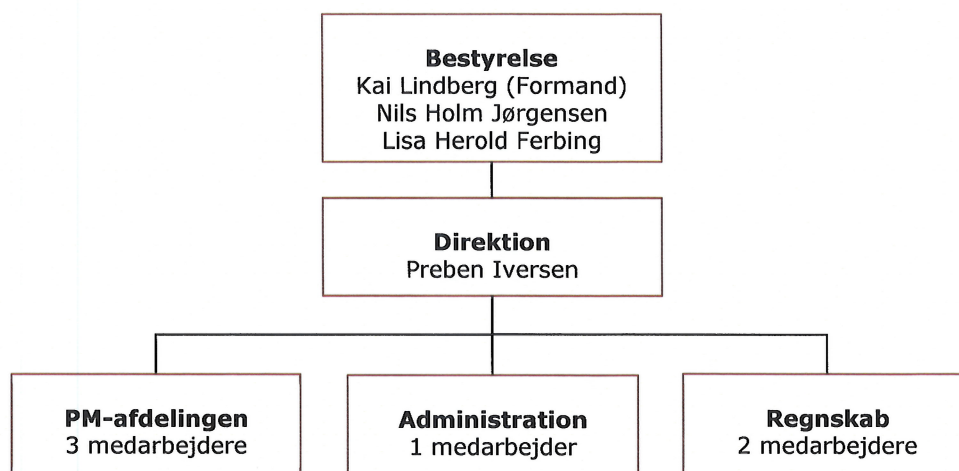 Bestyrelse
Kai Lindberg (Formand)
Nils Holm Jørgensen
Lisa Herold Ferbing
Direktion
Preben Iversen
PM-afdelingen
3 medarbejdere
Administration
1 medarbejder
Regnskab
2 medarbejdere